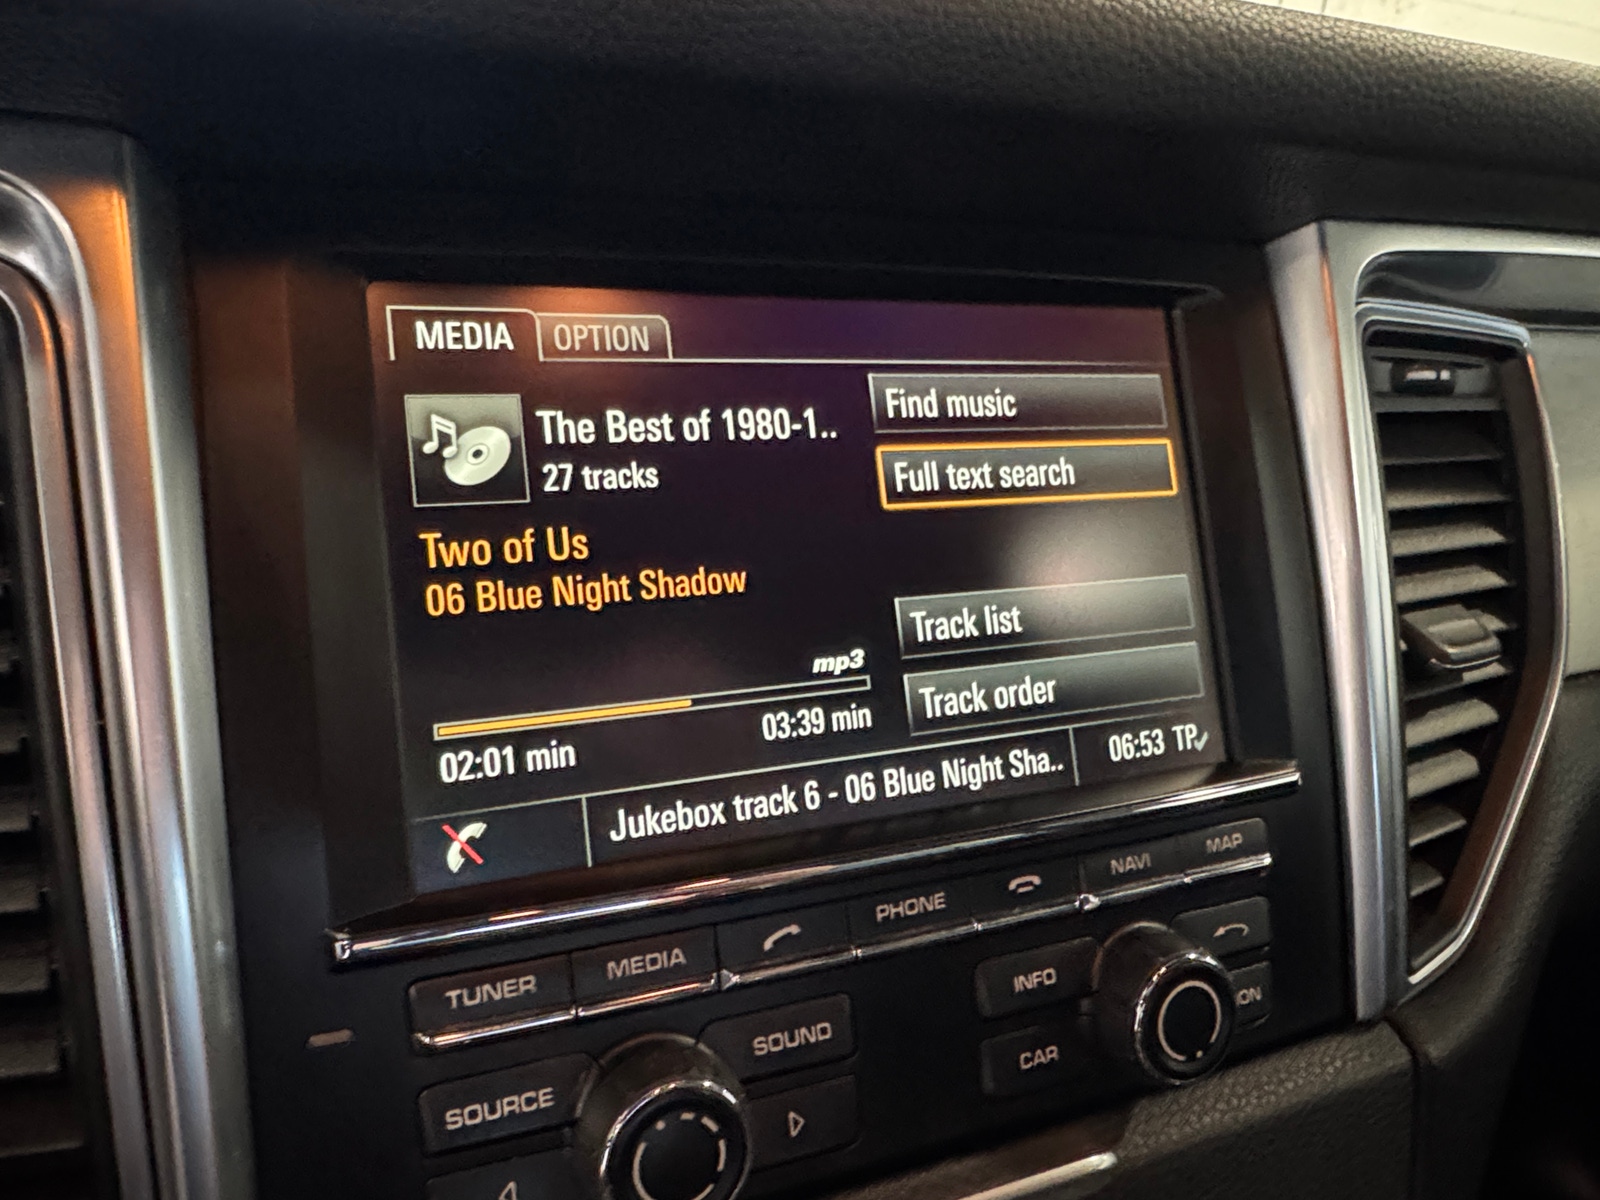 MEDIA
OPTION
The Best of 1980-1..
27 tracks
Find music
Full text search
Two of Us
06 Blue Night Shadow
mp3
02:01 min
03:39 min
Track list
Track order
Jukebox track 6 - 06 Blue Night Sha..
06:53 TP
TUNER
MEDIA
PHONE
NAVI
MAP
SOUND
INFO
SOURCE
CAR